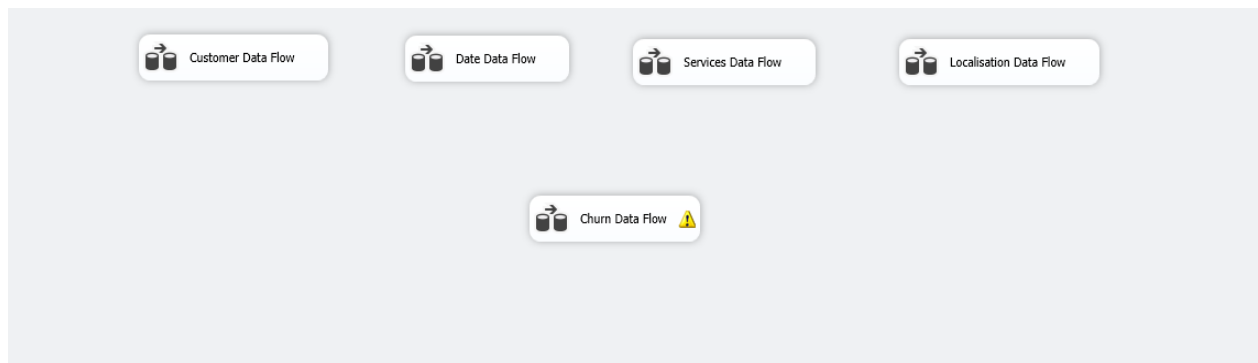 Customer Data Flow
Date Data Flow
Services Data Flow
Localisation Data Flow
Churn Data Flow